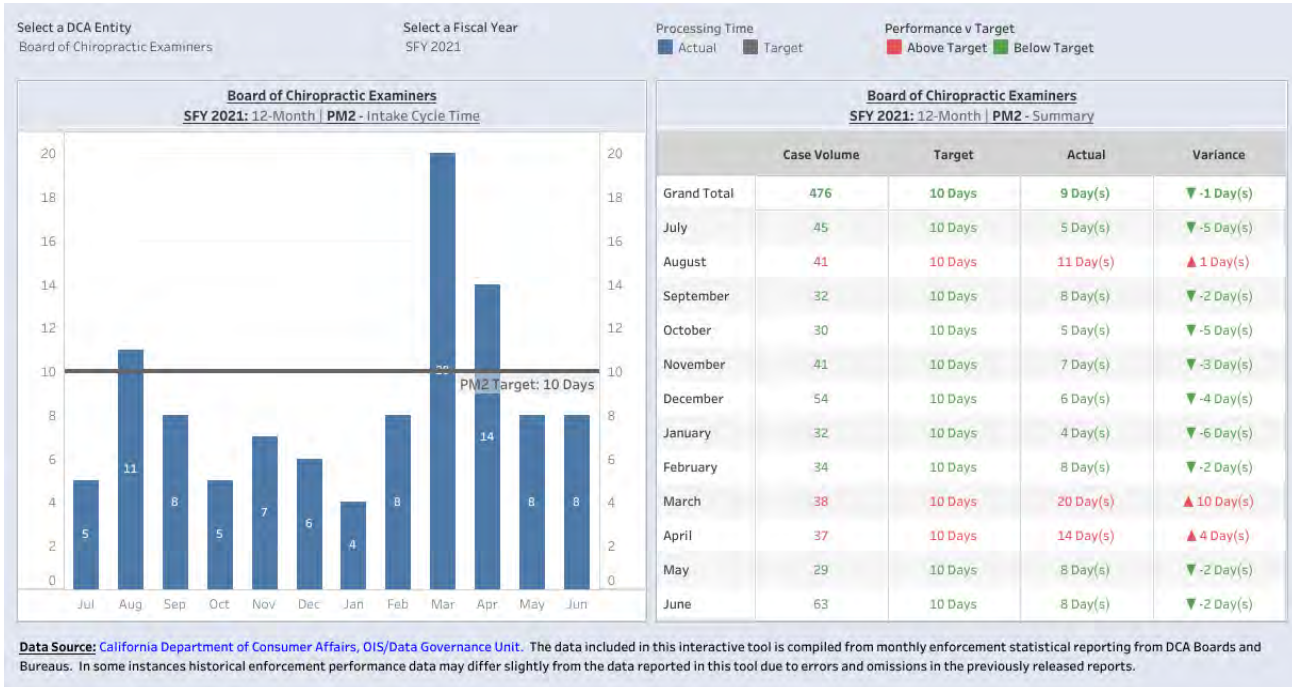 Select a DCA Entity
Board of Chiropractic Examiners
Select a Fiscal Year
SFY 2021
Processing Time
Actual Target
Performance v Target
Above Target Below Target
Board of Chiropractic Examiners
SFY 2021: 12-Month | PM2 - Intake Cycle Time
20 20
18 18
16 16
14 14
12 12
10 10
8 8
6 6
4 4
2 2
0 0
PM2 Target: 10 Days
5 11 8 5 7 6 4 8 20 14 8 8
Jul Aug Sep Oct Nov Dec Jan Feb Mar Apr May Jun
Board of Chiropractic Examiners
SFY 2021: 12-Month | PM2 - Summary
Case Volume Target Actual Variance
Grand Total 476 10 Days 9 Day(s) ▼ -1 Day(s)
July 45 10 Days 5 Day(s) ▼ -5 Day(s)
August 41 10 Days 11 Day(s) ▲ 1 Day(s)
September 32 10 Days 8 Day(s) ▼ -2 Day(s)
October 30 10 Days 5 Day(s) ▼ -5 Day(s)
November 41 10 Days 7 Day(s) ▼ -3 Day(s)
December 54 10 Days 6 Day(s) ▼ -4 Day(s)
January 32 10 Days 4 Day(s) ▼ -6 Day(s)
February 34 10 Days 8 Day(s) ▼ -2 Day(s)
March 38 10 Days 20 Day(s) ▲ 10 Day(s)
April 37 10 Days 14 Day(s) ▲ 4 Day(s)
May 29 10 Days 8 Day(s) ▼ -2 Day(s)
June 63 10 Days 8 Day(s) ▼ -2 Day(s)
Data Source: California Department of Consumer Affairs, OIS/Data Governance Unit. The data included in this interactive tool is compiled from monthly enforcement statistical reporting from DCA Boards and
Bureaus. In some instances historical enforcement performance data may differ slightly from the data reported in this tool due to errors and omissions in the previously released reports.